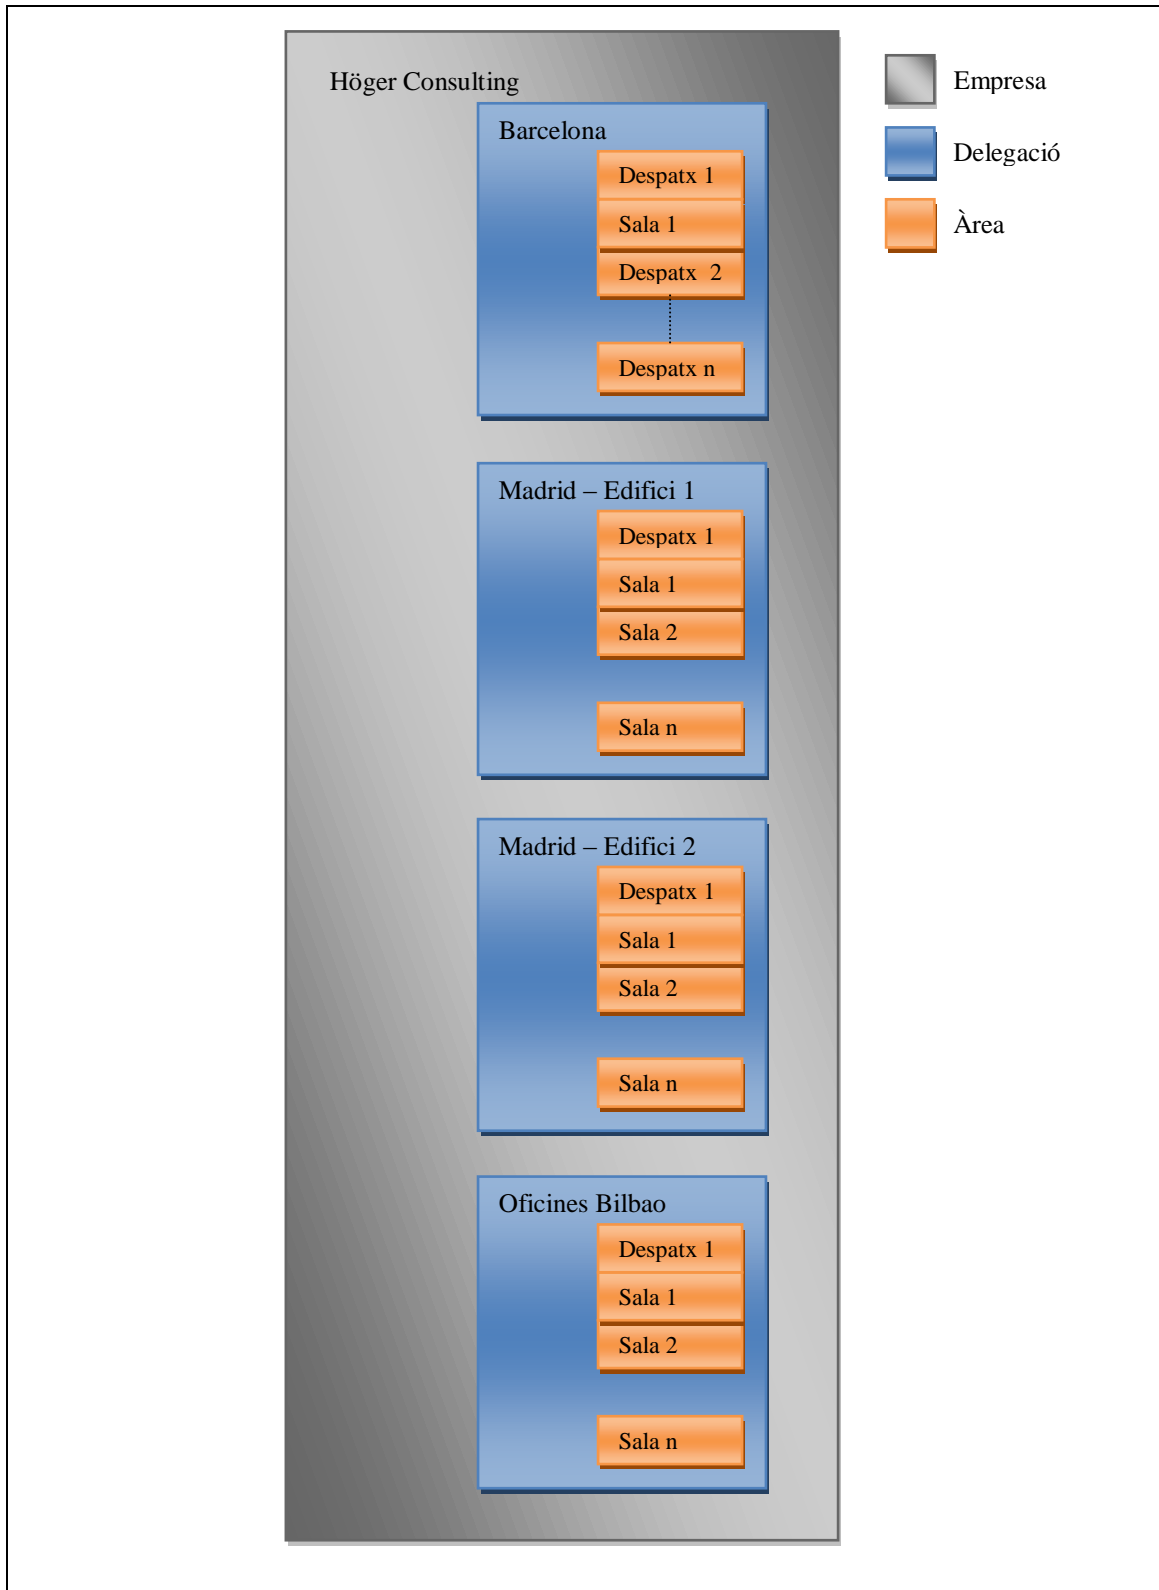 Höger Consulting
Barcelona
Despatx 1
Sala 1
Despatx 2
Despatx n
Madrid – Edifici 1
Despatx 1
Sala 1
Sala 2
Sala n
Madrid – Edifici 2
Despatx 1
Sala 1
Sala 2
Sala n
Oficines Bilbao
Despatx 1
Sala 1
Sala 2
Sala n
Empresa
Delegació
Àrea